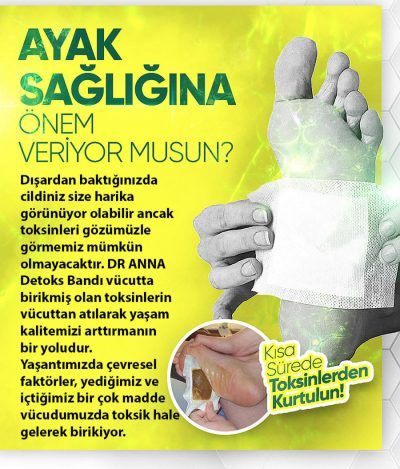 AYAK
SAĞLIĞINA
ÖNEM
VERİYOR MUSUN?
Dışardan baktığınızda
cildiniz size harika
görünüyor olabilir ancak
toksinleri gözümüzle
görmemiz mümkün
olmayacaktır. DR ANNA
Detoks Bandı vücutta
birikmiş olan toksinlerin
vücuttan atılarak yaşam
kalitemizi arttırmanın
bir yoludur.
Yaşantımızda çevresel
faktörler, yediğimiz ve
içtiğimiz bir çok madde
vücudumuzda toksik hale
gelerek birikiyor.
Kısa
Sürede
Toksinlerden
Kurtulun!